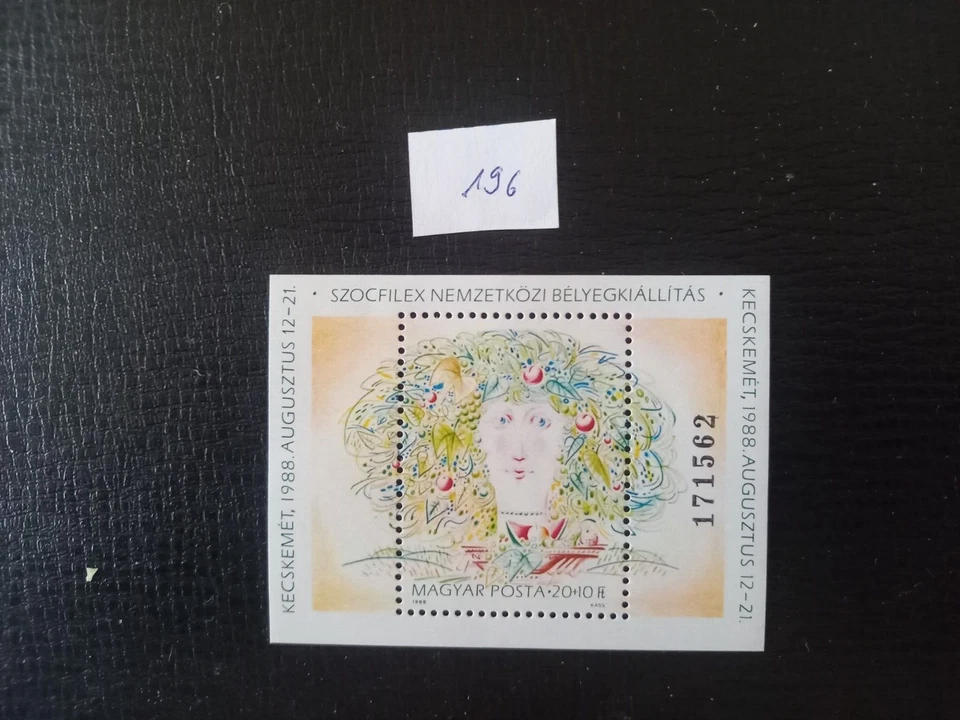 196
· SZOCFILEX NEMZETKÖZI BÉLYEGKIÁLLÍTÁS ·
KECSKEMÉT, 1988. AUGUSZTUS 12–21.
KECSKEMÉT, 1988. AUGUSZTUS 12–21.
171562
MAGYAR POSTA · 20+10 Ft
1988
KASS